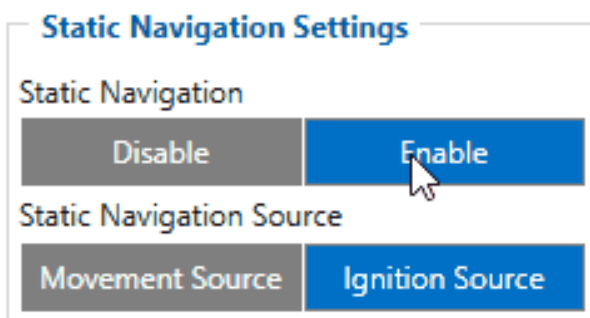 Static Navigation Settings
Static Navigation
Disable Enable
Static Navigation Source
Movement Source Ignition Source